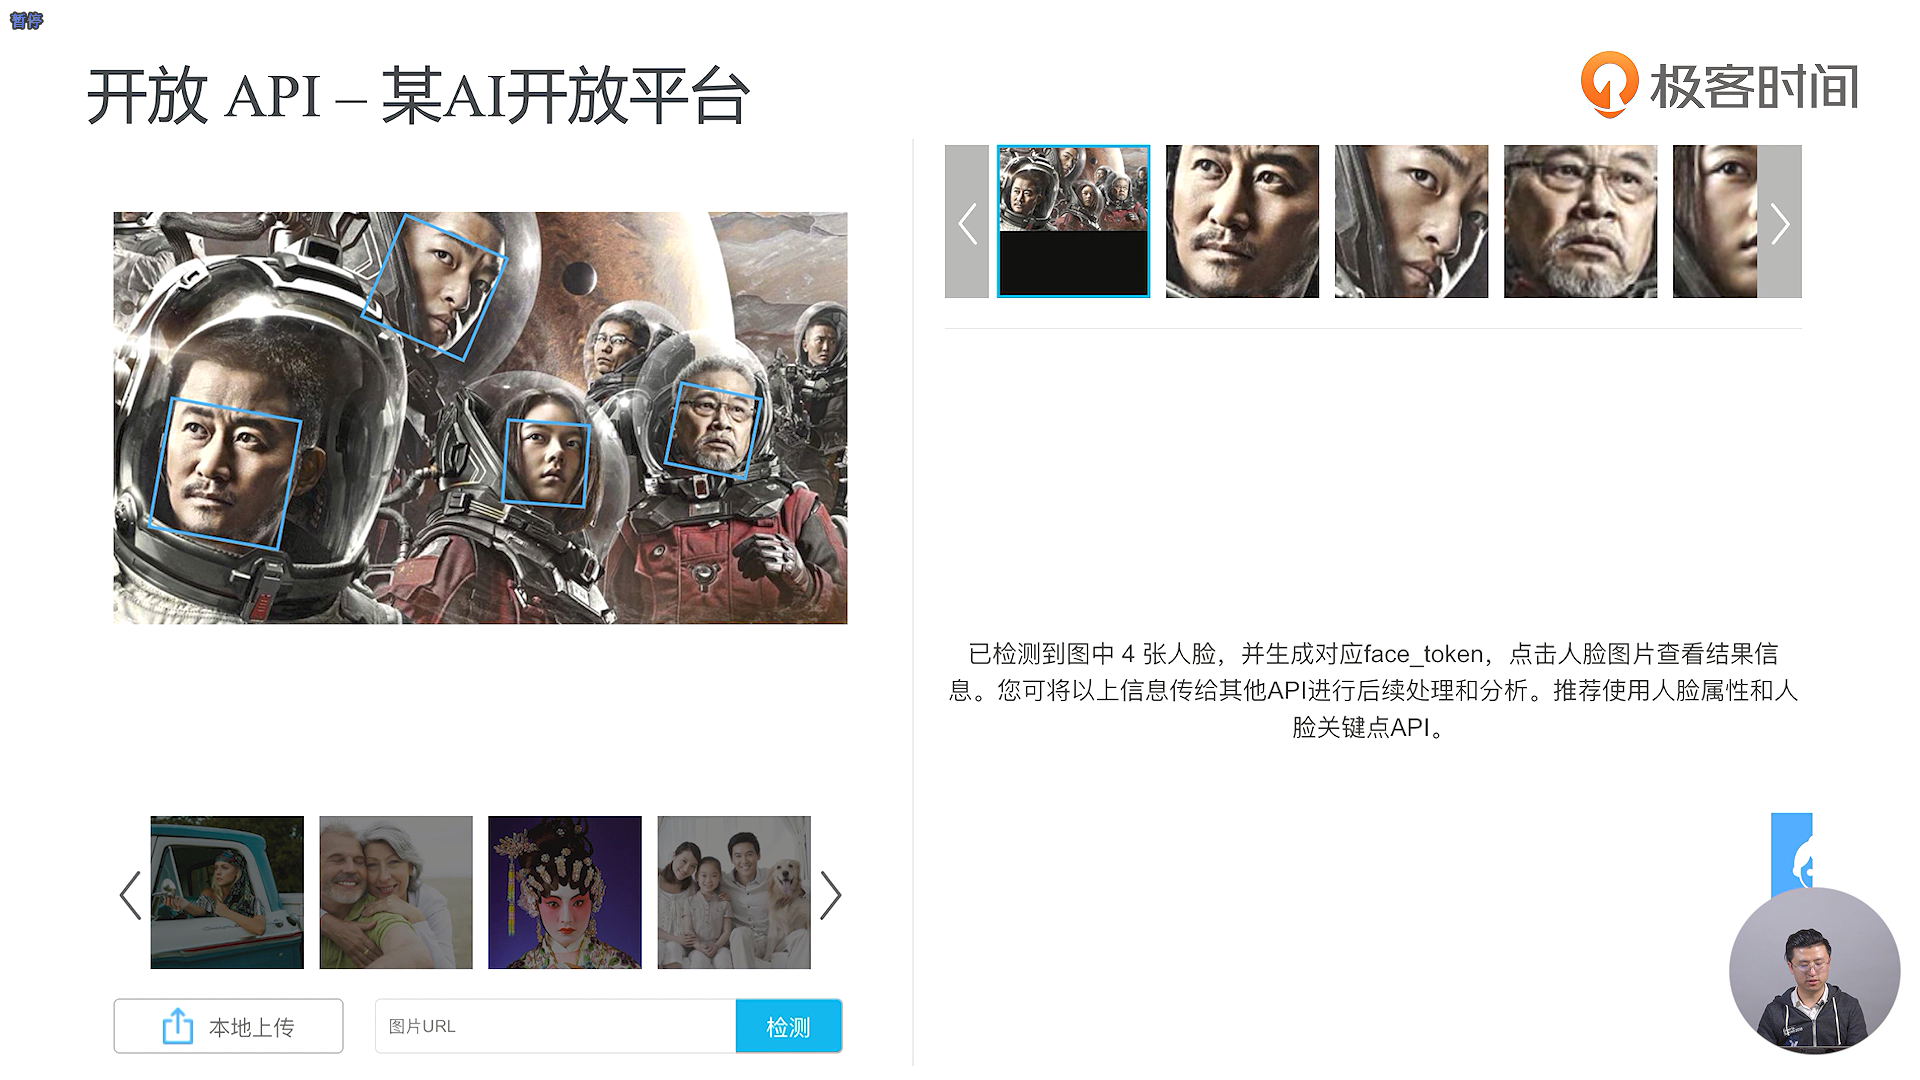 暂停
开放 API – 某AI开放平台
极客时间
已检测到图中 4 张人脸，并生成对应face_token，点击人脸图片查看结果信
息。您可将以上信息传给其他API进行后续处理和分析。推荐使用人脸属性和人
脸关键点API。
本地上传
图片URL
检测